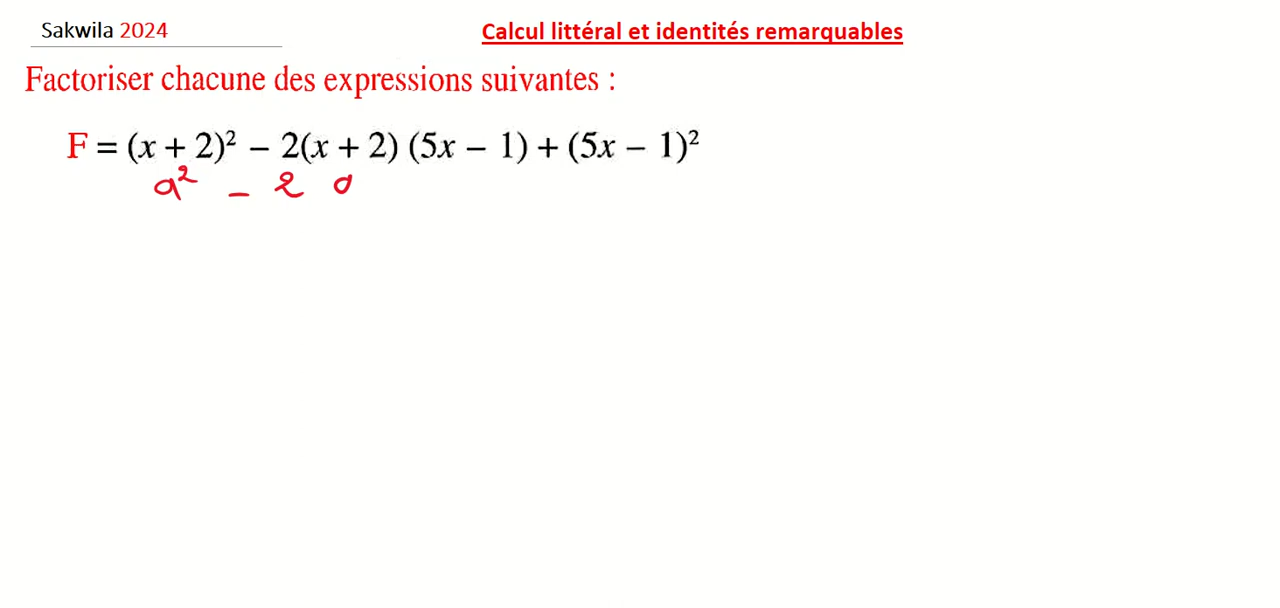 Sakwila 2024
Calcul littéral et identités remarquables
Factoriser chacune des expressions suivantes :
F = (x + 2)² – 2(x + 2) (5x – 1) + (5x – 1)²
a² – 2